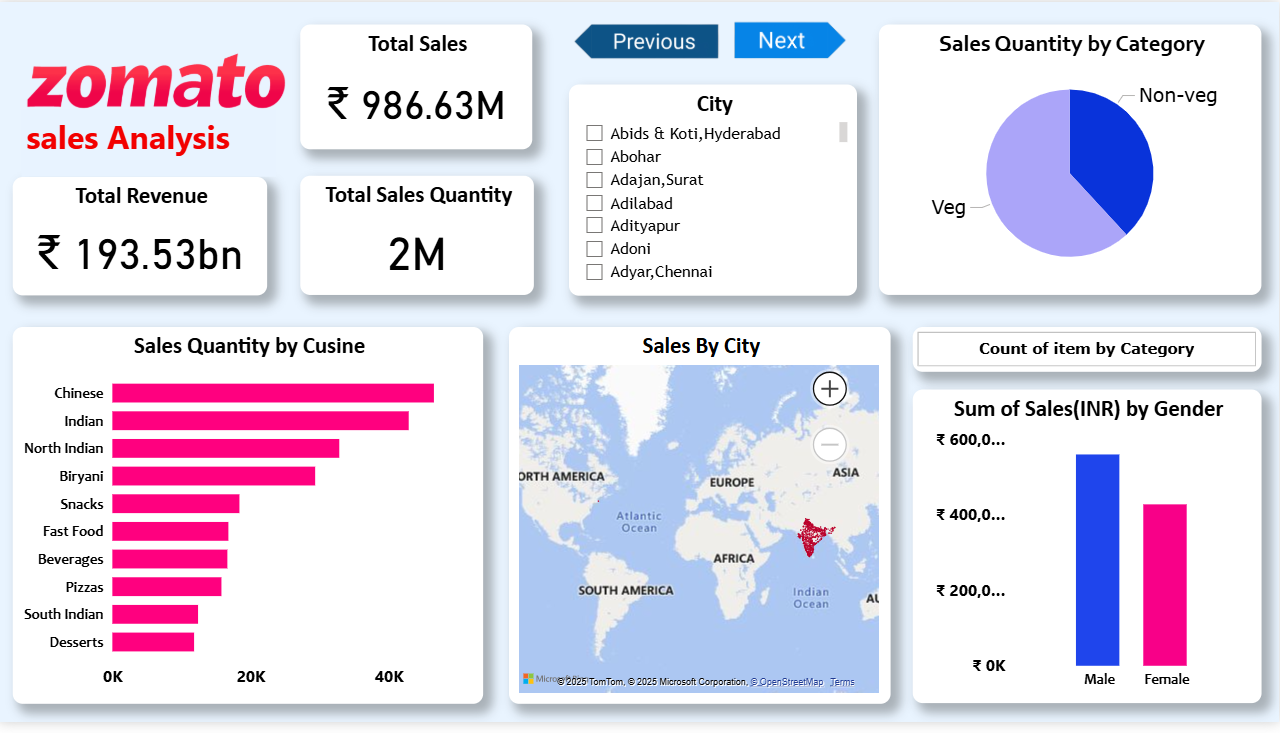 zomato
sales Analysis
Total Sales
₹ 986.63M
Previous
Next
Total Revenue
₹ 193.53bn
Total Sales Quantity
2M
City
Abids & Koti,Hyderabad
Abohar
Adajan,Surat
Adilabad
Adityapur
Adoni
Adyar,Chennai
Sales Quantity by Category
Non-veg
Veg
Sales Quantity by Cusine
Chinese
Indian
North Indian
Biryani
Snacks
Fast Food
Beverages
Pizzas
South Indian
Desserts
0K 20K 40K
Sales By City
ORTH AMERICA
EUROPE
ASIA
Atlantic
Ocean
AFRICA
SOUTH AMERICA
Indian
Ocean
AU
© 2025 TomTom, © 2025 Microsoft Corporation, © OpenStreetMap Terms
Count of item by Category
Sum of Sales(INR) by Gender
₹ 600,0...
₹ 400,0...
₹ 200,0...
₹ 0K
Male Female